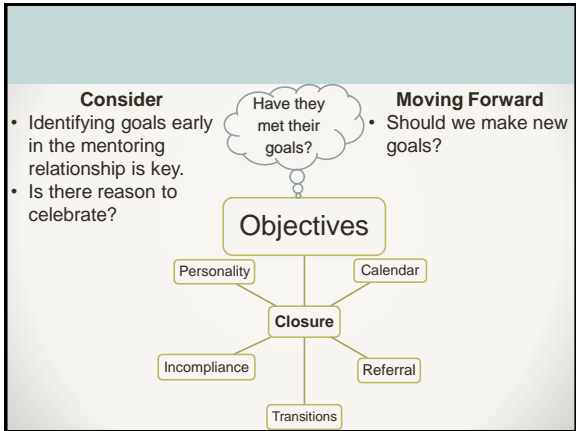 Consider
• Identifying goals early
in the mentoring
relationship is key.
• Is there reason to
celebrate?
Have they
met their
goals?
Moving Forward
• Should we make new
goals?
Objectives
Personality
Calendar
Closure
Incompliance
Referral
Transitions